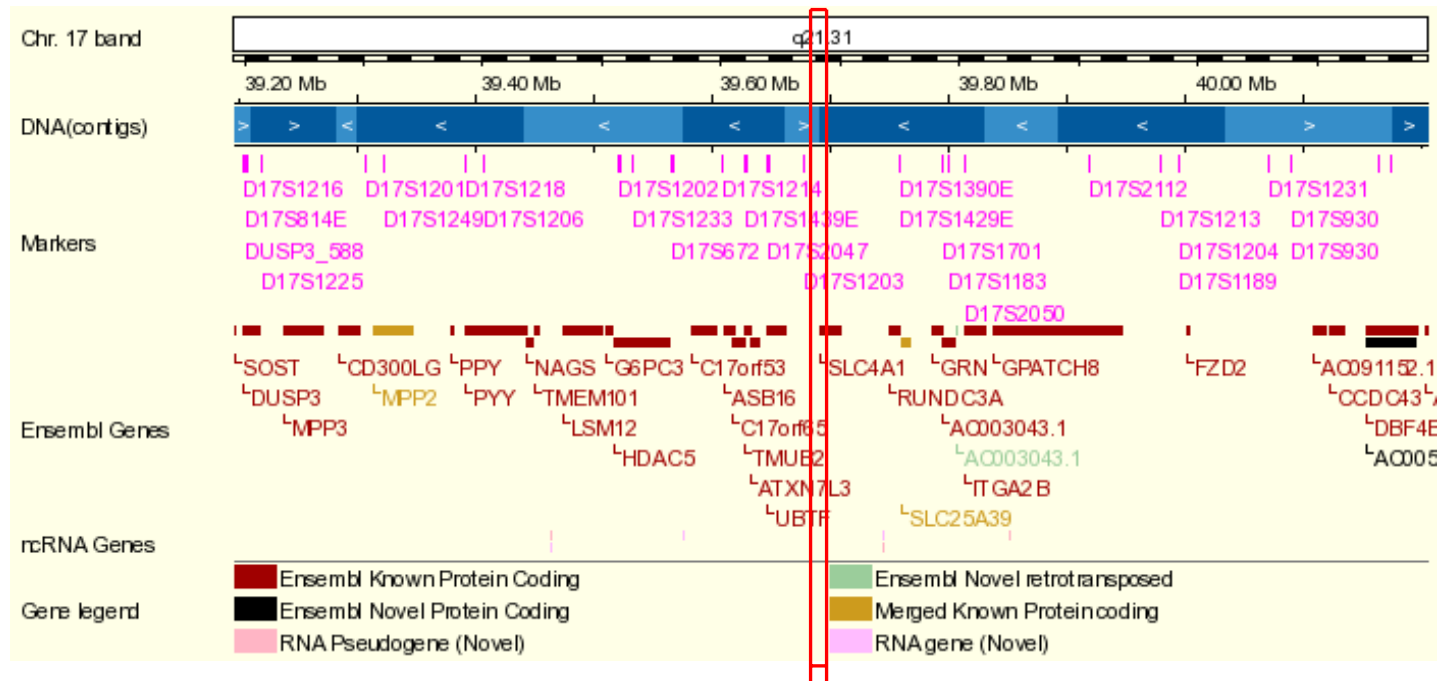 Chr. 17 band q21.31
39.20 Mb 39.40 Mb 39.60 Mb 39.80 Mb 40.00 Mb
DNA(contigs) > > < < < < > < < < > >
D17S1216 D17S1201 D17S1218 D17S1202 D17S1214 D17S1390E D17S2112 D17S1231
D17S814E D17S1249 D17S1206 D17S1233 D17S1439E D17S1429E D17S1213 D17S930
Markers
DUSP3_588 D17S672 D17S2047 D17S1701 D17S1204 D17S930
D17S1225 D17S1203 D17S1183 D17S1189
D17S2050
SOST CD300LG PPY NAGS G6PC3 C17orf53 SLC4A1 GRN GPATCH8 FZD2 AC091152.1
DUSP3 MPP2 PYY TMEM101 ASB16 RUNDC3A CCDC43
Ensembl Genes
MPP3 LSM12 C17orf65 AC003043.1 DBF4B
HDAC5 TMUB2 AC003043.1 AC005
ATXN7L3 ITGA2B
UBTF SLC25A39
ncRNA Genes
Ensembl Known Protein Coding Ensembl Novel retrotransposed
Gene legend Ensembl Novel Protein Coding Merged Known Protein coding
RNA Pseudogene (Novel) RNA gene (Novel)